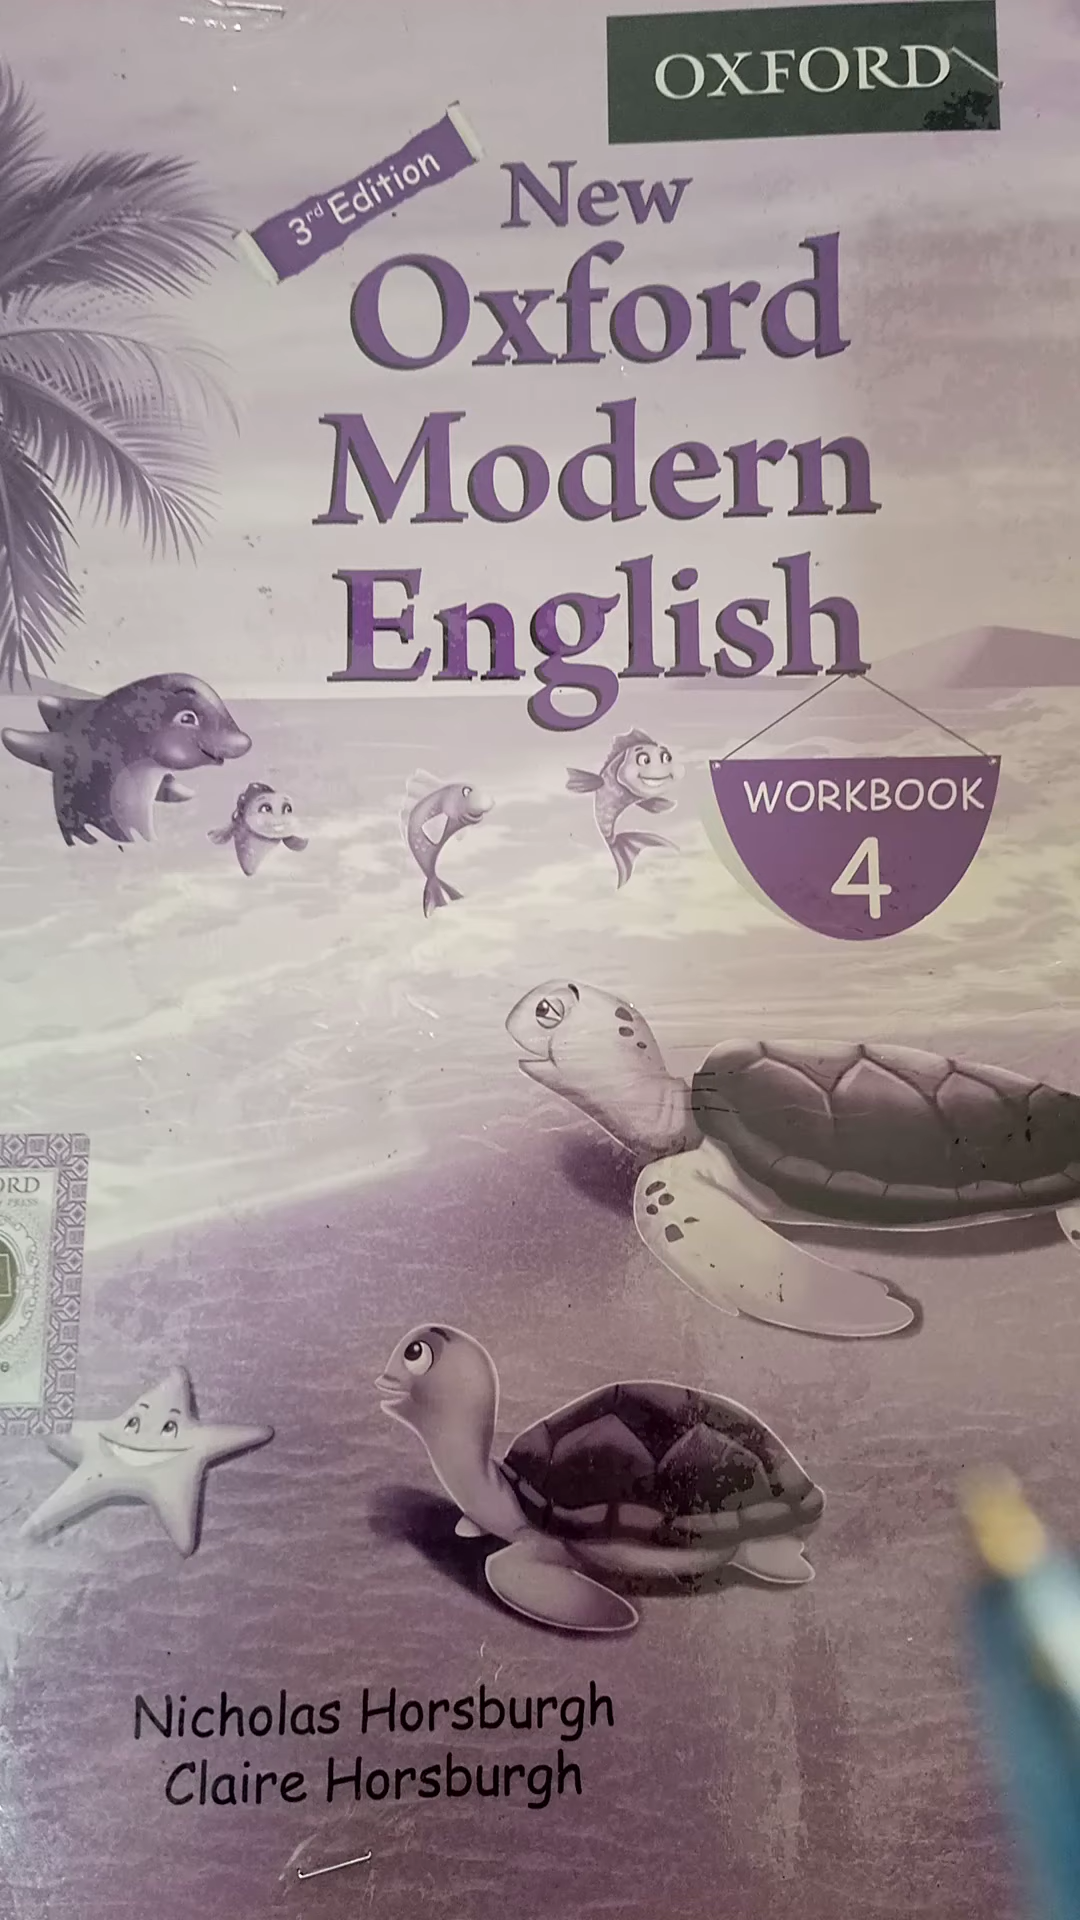 OXFORD
3rd Edition
New
Oxford
Modern
English
WORKBOOK
4
Nicholas Horsburgh
Claire Horsburgh